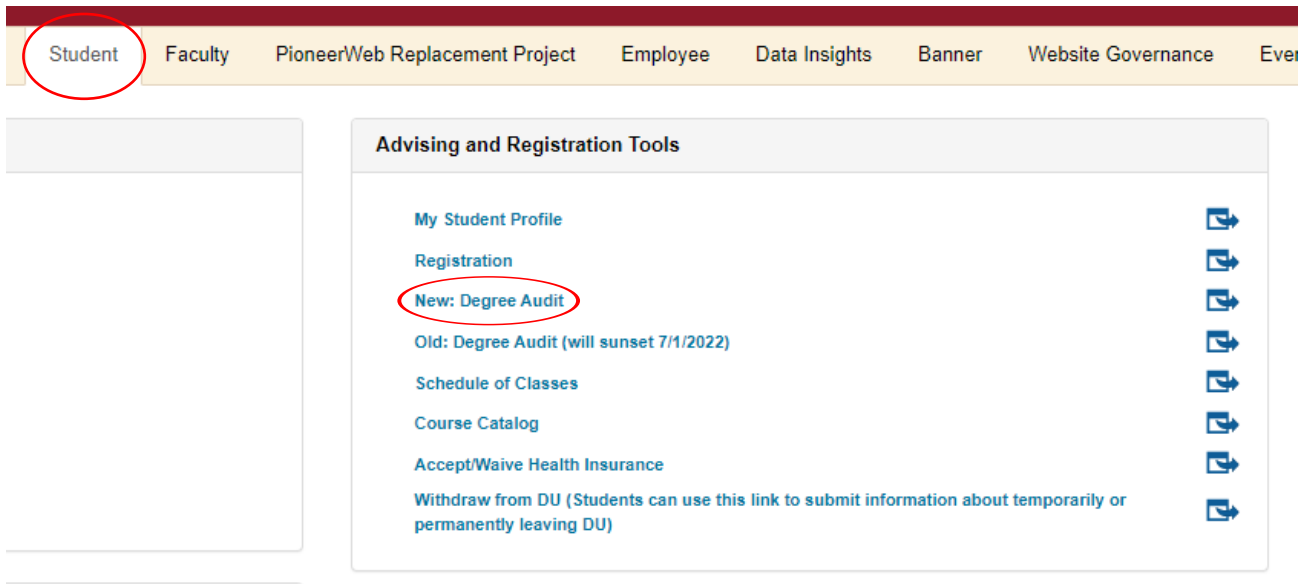 Student Faculty PioneerWeb Replacement Project Employee Data Insights Banner Website Governance
Advising and Registration Tools
My Student Profile
Registration
New: Degree Audit
Old: Degree Audit (will sunset 7/1/2022)
Schedule of Classes
Course Catalog
Accept/Waive Health Insurance
Withdraw from DU (Students can use this link to submit information about temporarily or
permanently leaving DU)